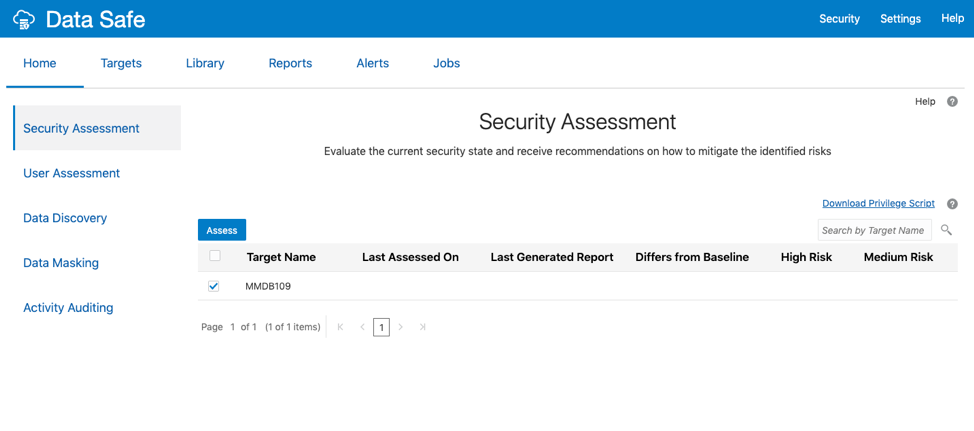 Data Safe
Security Settings Help
Home Targets Library Reports Alerts Jobs
Help ?
Security Assessment
User Assessment
Data Discovery
Data Masking
Activity Auditing
Security Assessment
Evaluate the current security state and receive recommendations on how to mitigate the identified risks
Download Privilege Script ?
Assess
Search by Target Name
Target Name Last Assessed On Last Generated Report Differs from Baseline High Risk Medium Risk
MMDB109
Page 1 of 1 (1 of 1 items) 1